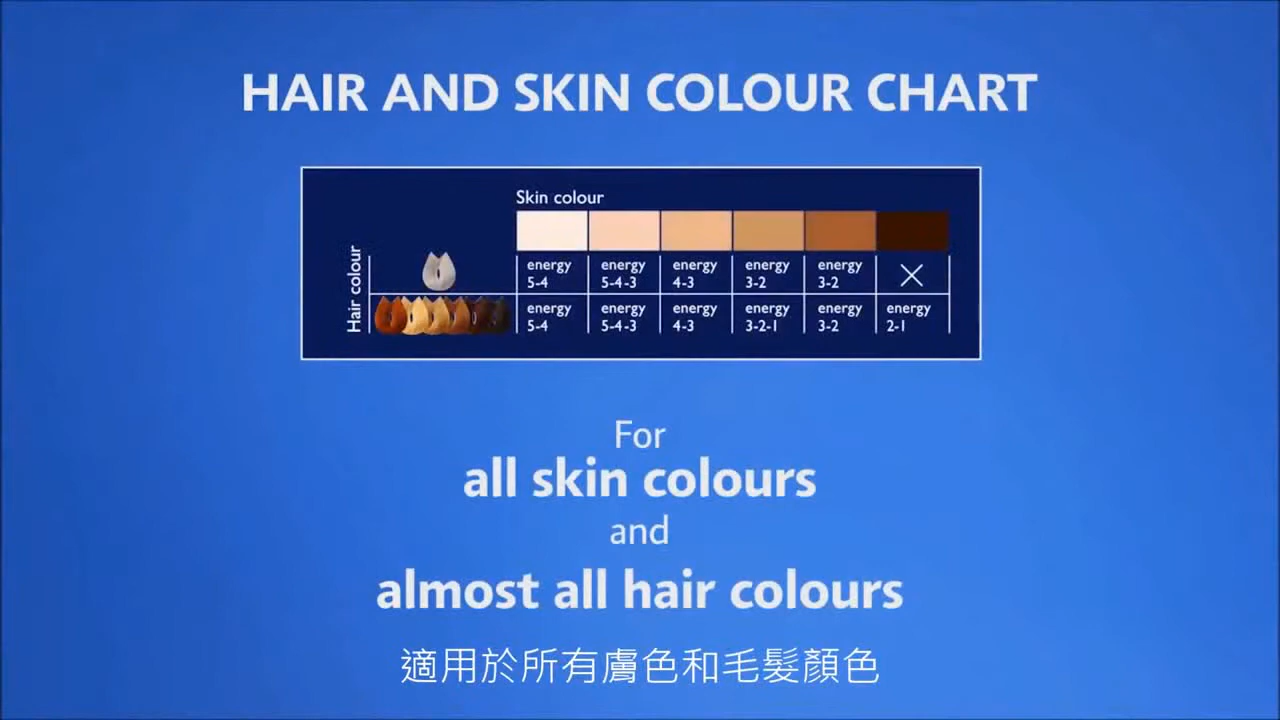 HAIR AND SKIN COLOUR CHART
Skin colour
Hair colour
energy 5-4 energy 5-4-3 energy 4-3 energy 3-2 energy 3-2
energy 5-4 energy 5-4-3 energy 4-3 energy 3-2-1 energy 3-2 energy 2-1
For
all skin colours
and
almost all hair colours
適用於所有膚色和毛髮顏色